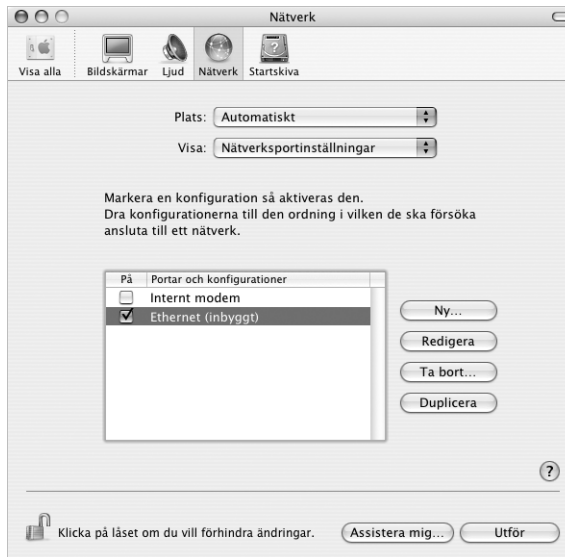 Nätverk
Visa alla
Bildskärmar
Ljud
Nätverk
Startskiva
Plats: Automatiskt
Visa: Nätverksportinställningar
Markera en konfiguration så aktiveras den.
Dra konfigurationerna till den ordning i vilken de ska försöka
ansluta till ett nätverk.
På Portar och konfigurationer
Internt modem
Ethernet (inbyggt)
Ny...
Redigera
Ta bort...
Duplicera
?
Klicka på låset om du vill förhindra ändringar.
Assistera mig...
Utför